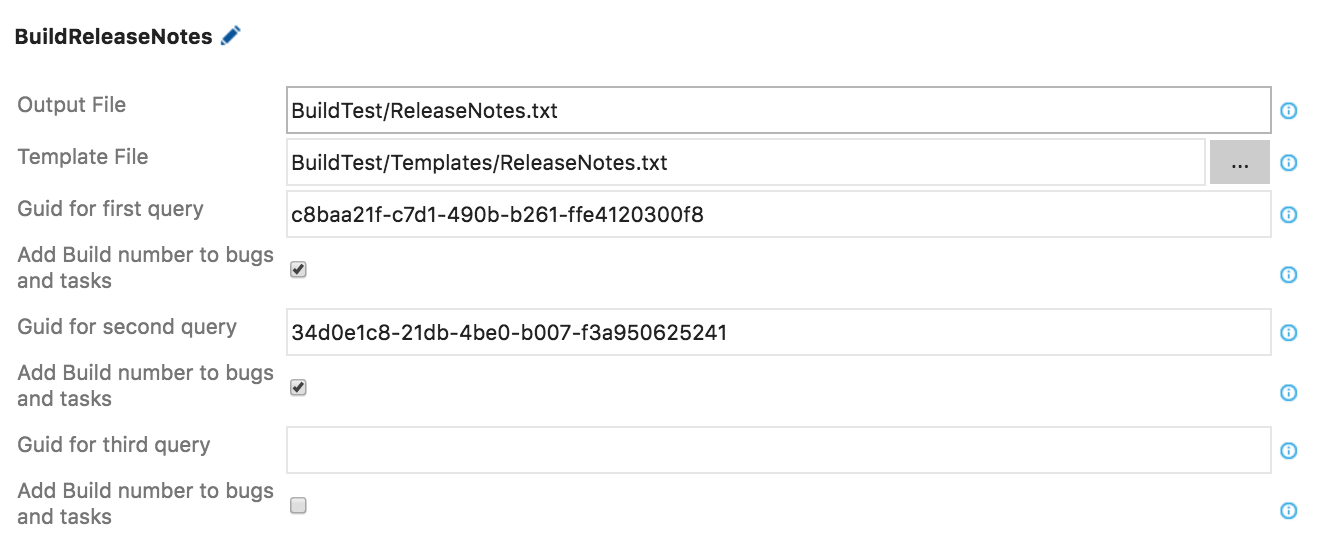 BuildReleaseNotes
Output File
BuildTest/ReleaseNotes.txt
Template File
BuildTest/Templates/ReleaseNotes.txt
...
Guid for first query
c8baa21f-c7d1-490b-b261-ffe4120300f8
Add Build number to bugs
and tasks
Guid for second query
34d0e1c8-21db-4be0-b007-f3a950625241
Add Build number to bugs
and tasks
Guid for third query
Add Build number to bugs
and tasks